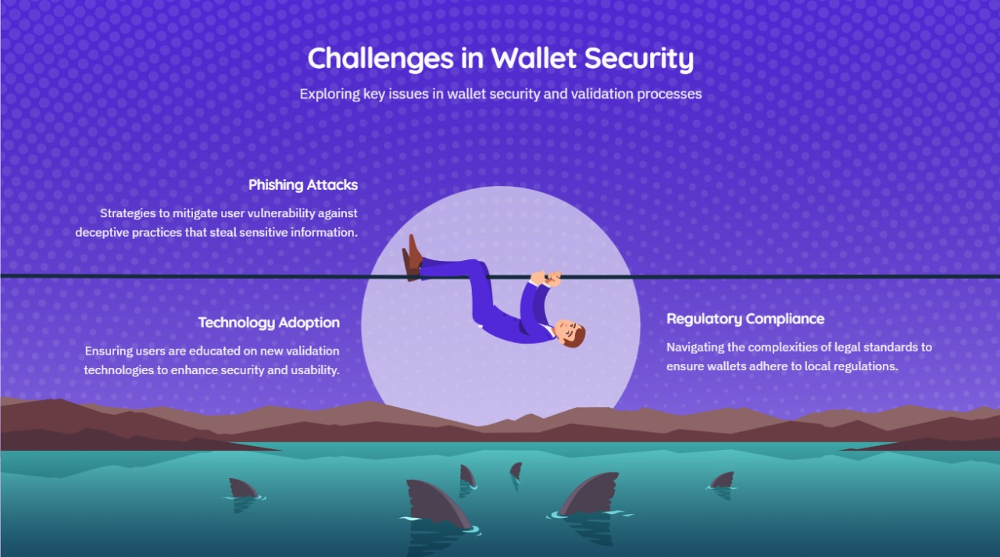 Challenges in Wallet Security
Exploring key issues in wallet security and validation processes
Phishing Attacks
Strategies to mitigate user vulnerability against
deceptive practices that steal sensitive information.
Technology Adoption
Ensuring users are educated on new validation
technologies to enhance security and usability.
Regulatory Compliance
Navigating the complexities of legal standards to
ensure wallets adhere to local regulations.